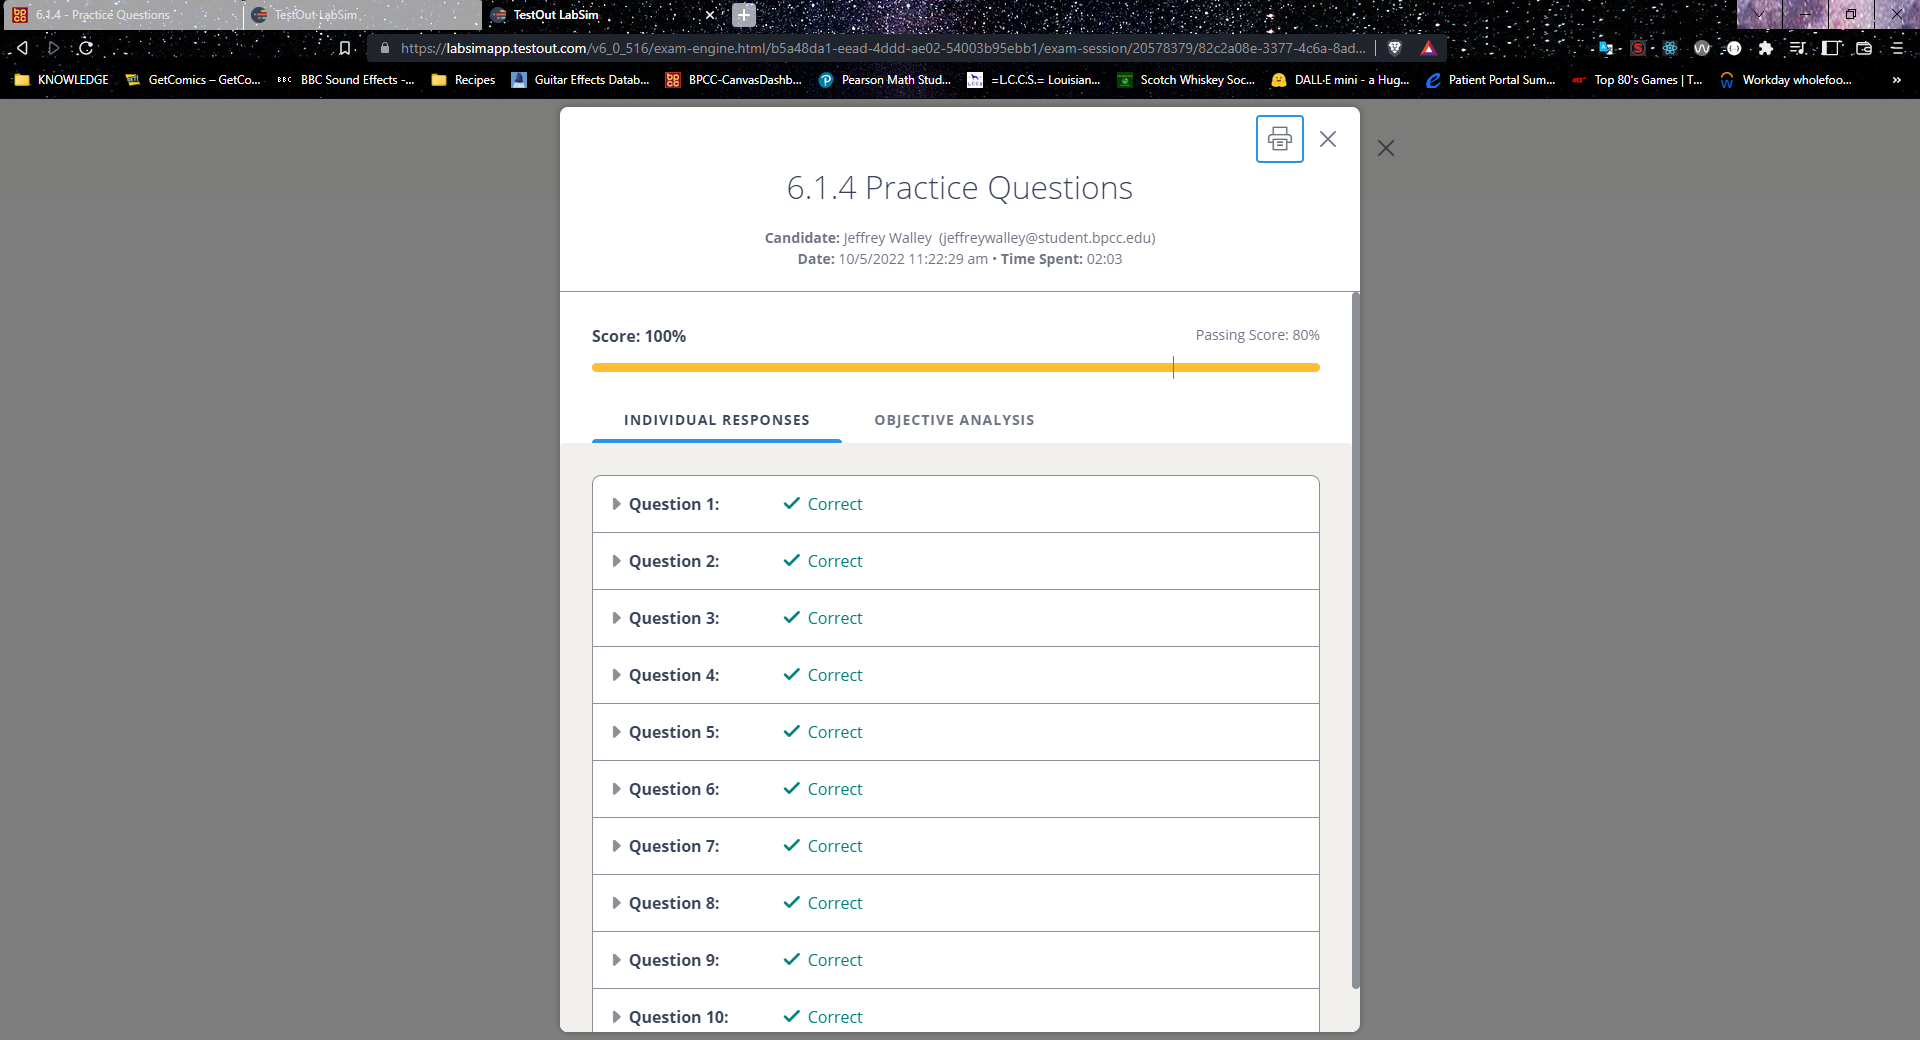 6.1.4 - Practice Questions
TestOut LabSim
TestOut LabSim
https://labsimapp.testout.com/v6_0_516/exam-engine.html/b5a48da1-eead-4ddd-ae02-54003b95ebb1/exam-session/20578379/82c2a08e-3377-4c6a-8ad...
KNOWLEDGE
GetComics – GetCo...
BBC
BBC Sound Effects -...
Recipes
Guitar Effects Datab...
BPCC-CanvasDashb...
Pearson Math Stud...
=L.C.C.S.= Louisian...
Scotch Whiskey Soc...
DALL·E mini - a Hug...
Patient Portal Sum...
Top 80's Games | T...
Workday wholefoo...
»
6.1.4 Practice Questions
Candidate: Jeffrey Walley (jeffreywalley@student.bpcc.edu)
Date: 10/5/2022 11:22:29 am • Time Spent: 02:03
Score: 100%
Passing Score: 80%
INDIVIDUAL RESPONSES
OBJECTIVE ANALYSIS
Question 1: Correct
Question 2: Correct
Question 3: Correct
Question 4: Correct
Question 5: Correct
Question 6: Correct
Question 7: Correct
Question 8: Correct
Question 9: Correct
Question 10: Correct